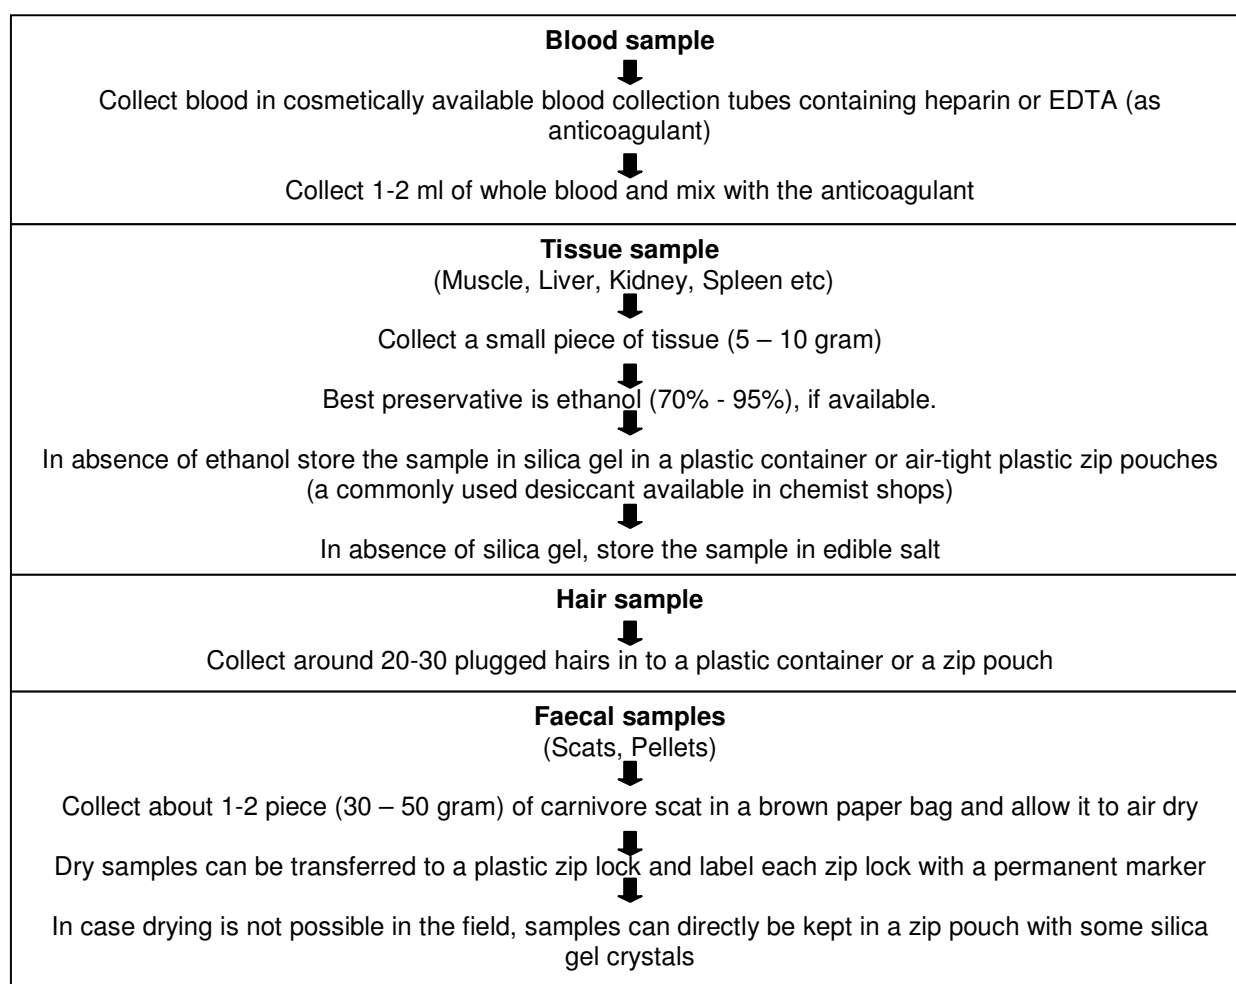 Blood sample
Collect blood in cosmetically available blood collection tubes containing heparin or EDTA (as
anticoagulant)
Collect 1-2 ml of whole blood and mix with the anticoagulant
Tissue sample
(Muscle, Liver, Kidney, Spleen etc)
Collect a small piece of tissue (5 – 10 gram)
Best preservative is ethanol (70% - 95%), if available.
In absence of ethanol store the sample in silica gel in a plastic container or air-tight plastic zip pouches
(a commonly used desiccant available in chemist shops)
In absence of silica gel, store the sample in edible salt
Hair sample
Collect around 20-30 plugged hairs in to a plastic container or a zip pouch
Faecal samples
(Scats, Pellets)
Collect about 1-2 piece (30 – 50 gram) of carnivore scat in a brown paper bag and allow it to air dry
Dry samples can be transferred to a plastic zip lock and label each zip lock with a permanent marker
In case drying is not possible in the field, samples can directly be kept in a zip pouch with some silica
gel crystals